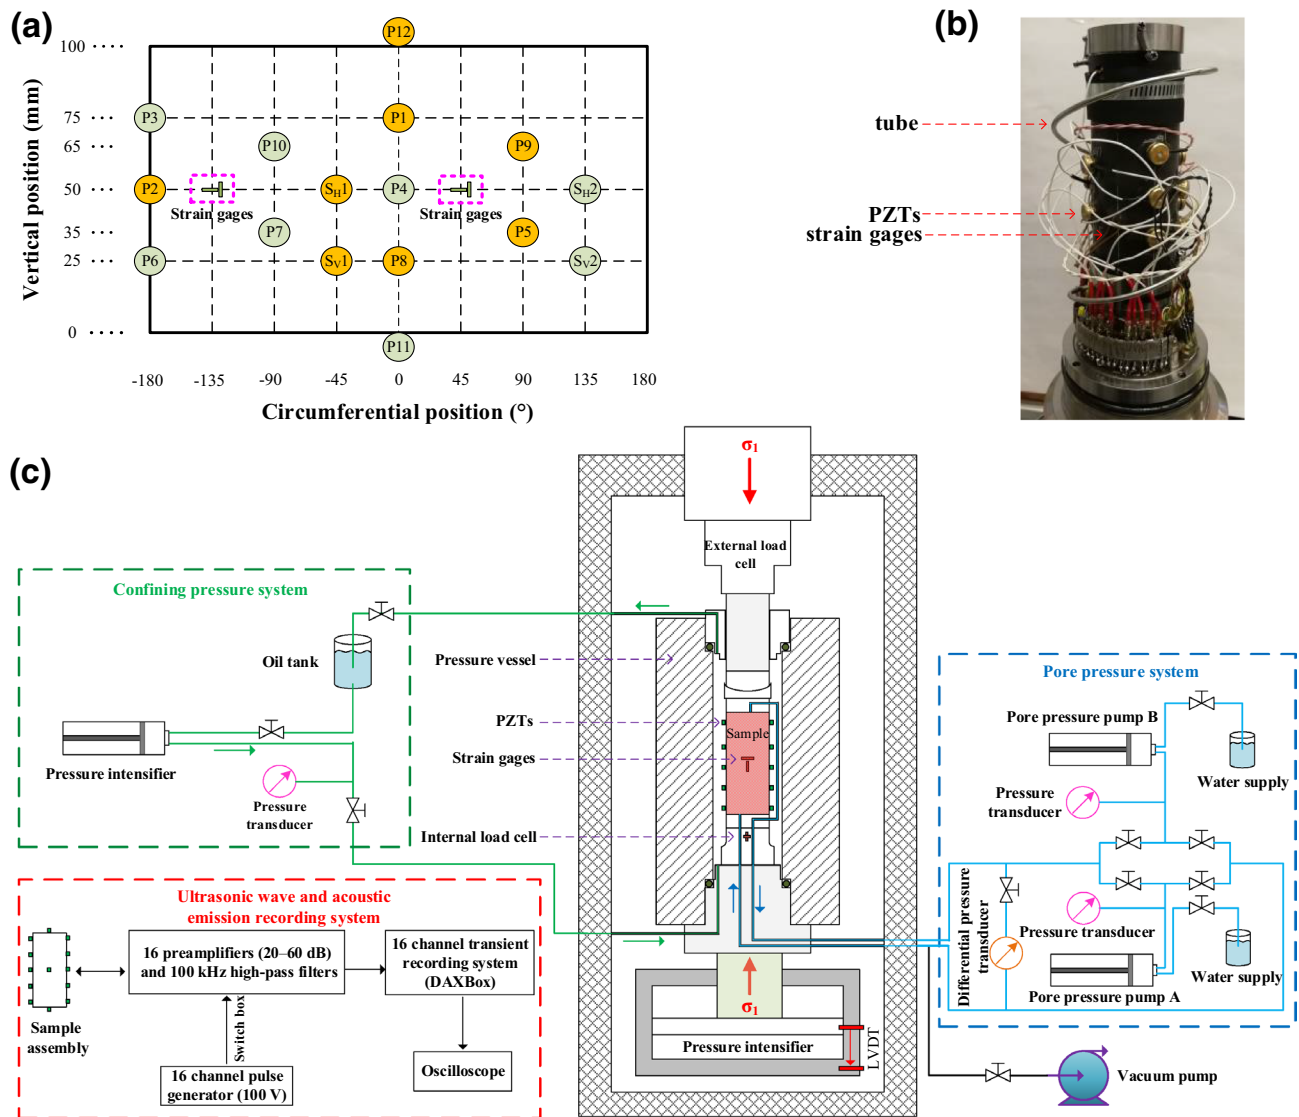 (a)
Vertical position (mm)
100
75
65
50
35
25
0
P12
P3
P1
P10
P9
P2
SH1
P4
SH2
Strain gages
Strain gages
P7
P5
P6
SV1
P8
SV2
P11
-180
-135
-90
-45
0
45
90
135
180
Circumferential position (°)
(b)
tube
PZTs
strain gages
(c)
σ1
External load
cell
Confining pressure system
Oil tank
Pressure intensifier
Pressure
transducer
Pressure vessel
PZTs
Strain gages
Internal load cell
Sample
σ1
Pressure intensifier
LVDT
Pore pressure system
Pore pressure pump B
Water supply
Pressure
transducer
Differential pressure
transducer
Pressure transducer
Pore pressure pump A
Water supply
Vacuum pump
Ultrasonic wave and acoustic
emission recording system
Sample
assembly
16 preamplifiers (20–60 dB)
and 100 kHz high-pass filters
16 channel transient
recording system
(DAXBox)
Switch box
16 channel pulse
generator (100 V)
Oscilloscope